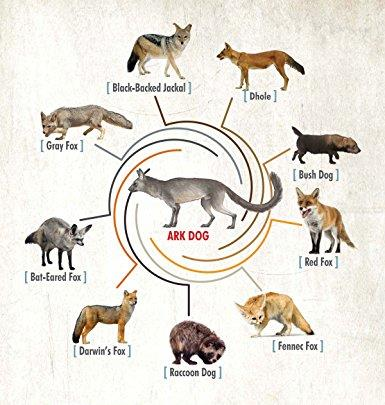 [ Black-Backed Jackal ]
[ Dhole ]
[ Gray Fox ]
[ Bush Dog ]
ARK DOG
[ Bat-Eared Fox ]
[ Red Fox ]
[ Darwin's Fox ]
[ Fennec Fox ]
[ Raccoon Dog ]